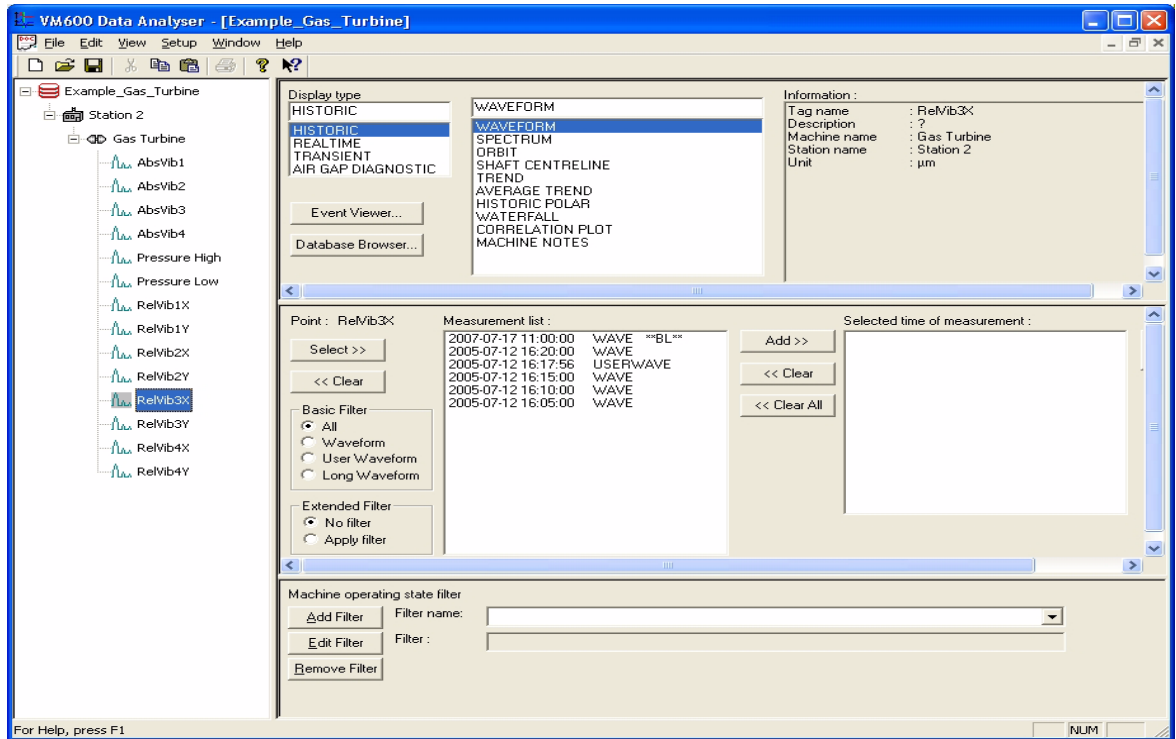 VM600 Data Analyser - [Example_Gas_Turbine]
File Edit View Setup Window Help
Example_Gas_Turbine
Station 2
Gas Turbine
AbsVib1
AbsVib2
AbsVib3
AbsVib4
Pressure High
Pressure Low
RelVib1X
RelVib1Y
RelVib2X
RelVib2Y
RelVib3X
RelVib3Y
RelVib4X
RelVib4Y
Display type
HISTORIC
HISTORIC
REALTIME
TRANSIENT
AIR GAP DIAGNOSTIC
Event Viewer...
Database Browser...
WAVEFORM
WAVEFORM
SPECTRUM
ORBIT
SHAFT CENTRELINE
TREND
AVERAGE TREND
HISTORIC POLAR
WATERFALL
CORRELATION PLOT
MACHINE NOTES
Information :
Tag name : RelVib3X
Description : ?
Machine name : Gas Turbine
Station name : Station 2
Unit : µm
Point : RelVib3X
Select >>
<< Clear
Basic Filter
All
Waveform
User Waveform
Long Waveform
Extended Filter
No filter
Apply filter
Measurement list :
2007-07-17 11:00:00 WAVE **BL**
2005-07-12 16:20:00 WAVE
2005-07-12 16:17:56 USERWAVE
2005-07-12 16:15:00 WAVE
2005-07-12 16:10:00 WAVE
2005-07-12 16:05:00 WAVE
Add >>
<< Clear
<< Clear All
Selected time of measurement :
Machine operating state filter
Add Filter Filter name:
Edit Filter Filter :
Remove Filter
For Help, press F1
NUM